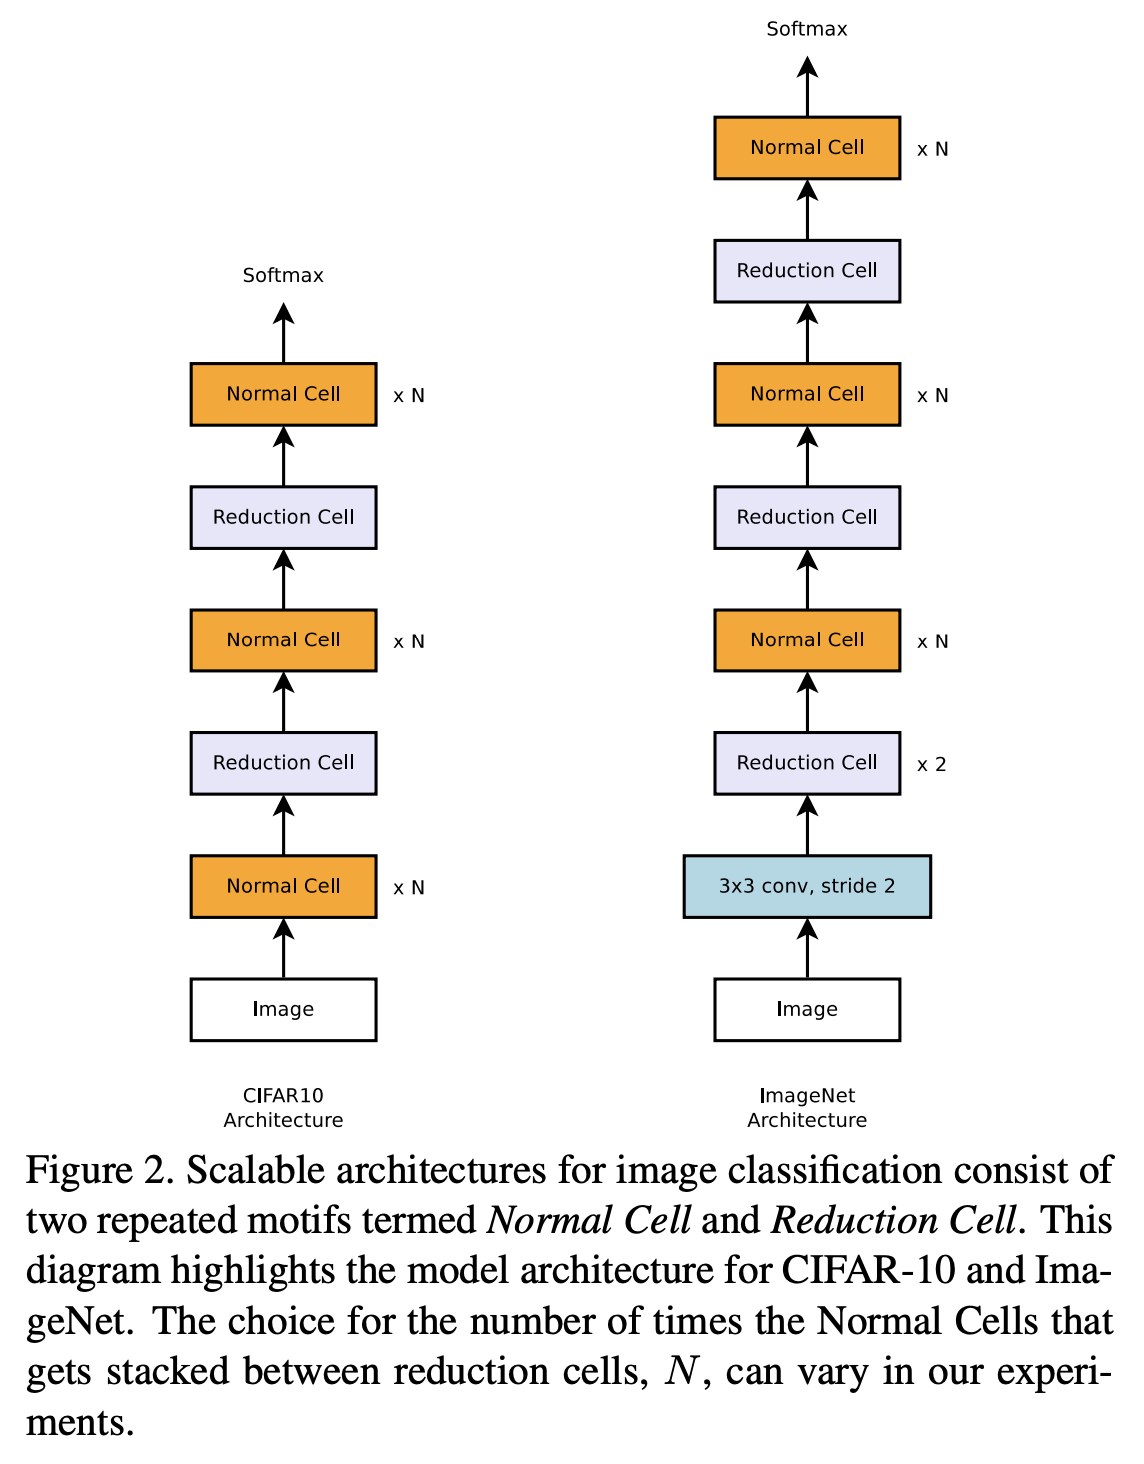 Softmax
Normal Cell x N
Reduction Cell
Normal Cell x N
Reduction Cell
Normal Cell x N
Image
CIFAR10
Architecture
Softmax
Normal Cell x N
Reduction Cell
Normal Cell x N
Reduction Cell
Normal Cell x N
Reduction Cell x 2
3x3 conv, stride 2
Image
ImageNet
Architecture
Figure 2. Scalable architectures for image classification consist of
two repeated motifs termed Normal Cell and Reduction Cell. This
diagram highlights the model architecture for CIFAR-10 and Ima-
geNet. The choice for the number of times the Normal Cells that
gets stacked between reduction cells, N, can vary in our experi-
ments.